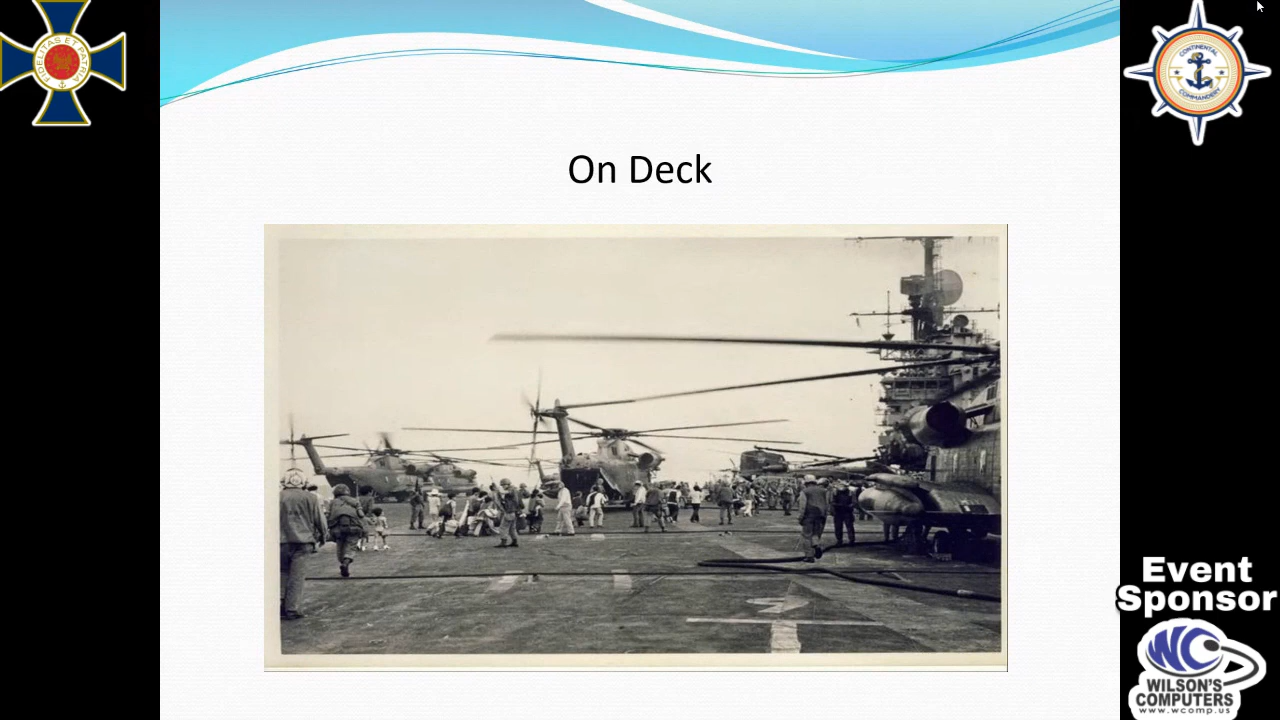 FIDELITAS ET PATRIA
CONTINENTAL
COMMANDERY
On Deck
Event
Sponsor
WC
WILSON'S
COMPUTERS
www.wcomp.us